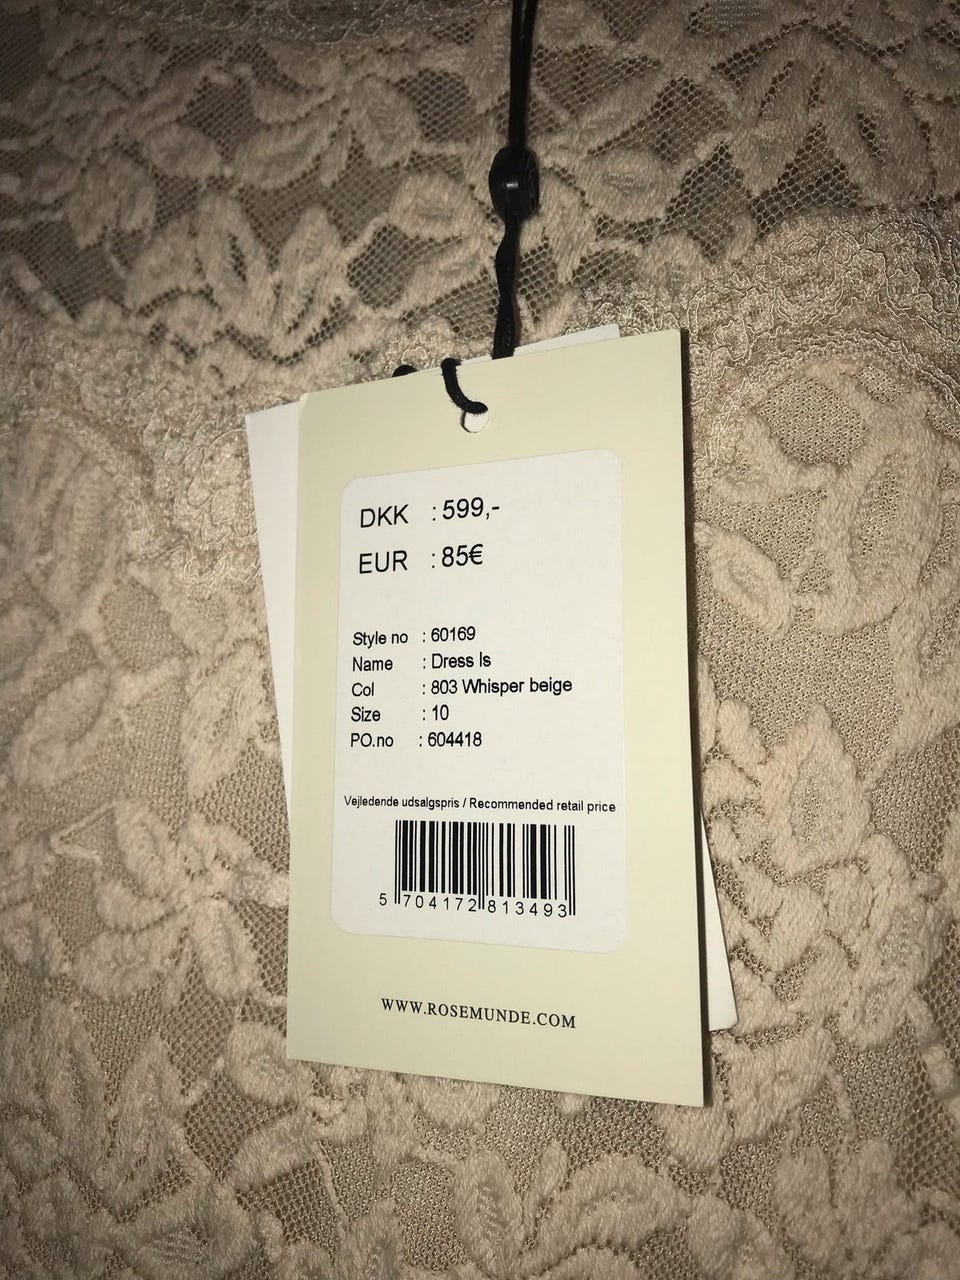 DKK : 599,-
EUR : 85€
Style no : 60169
Name : Dress ls
Col : 803 Whisper beige
Size : 10
PO.no : 604418
Vejledende udsalgspris / Recommended retail price
5 704172 813493
WWW.ROSEMUNDE.COM